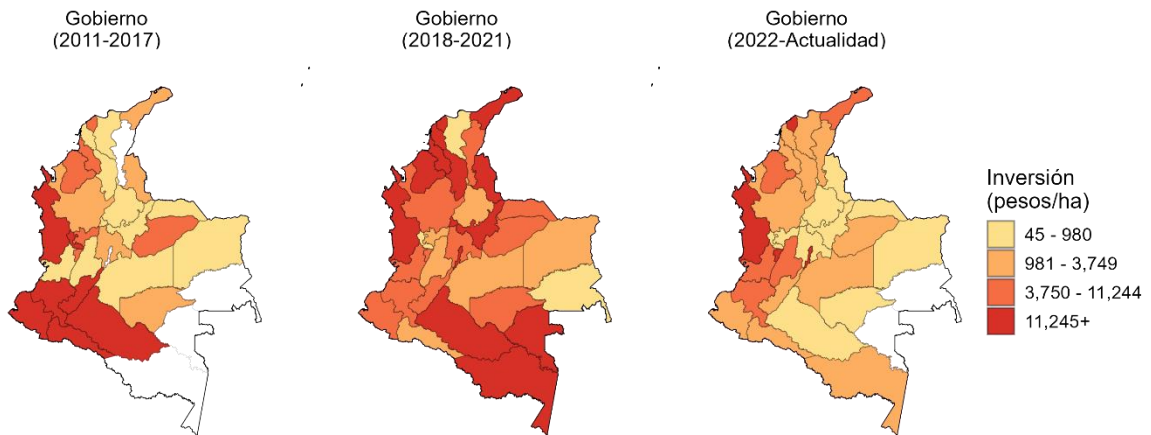 Gobierno
(2011-2017)
Gobierno
(2018-2021)
Gobierno
(2022-Actualidad)
Inversión
(pesos/ha)
45 - 980
981 - 3,749
3,750 - 11,244
11,245+